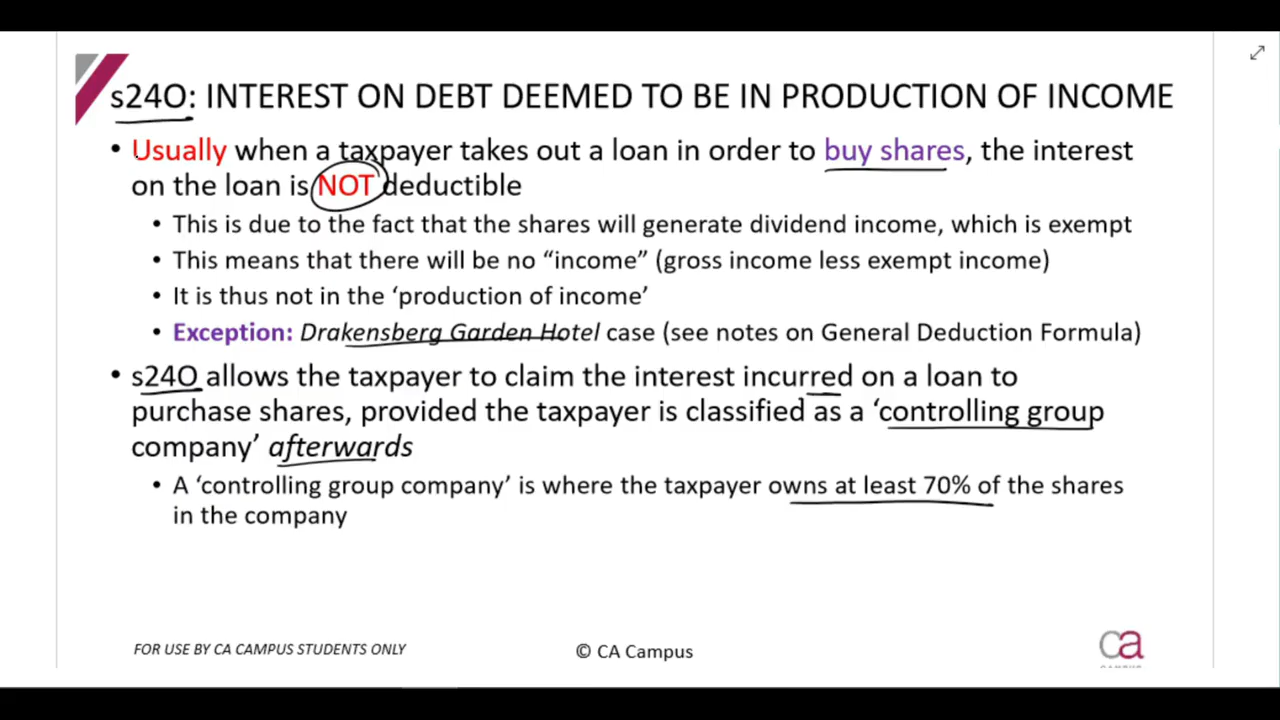 s24O: INTEREST ON DEBT DEEMED TO BE IN PRODUCTION OF INCOME
• Usually when a taxpayer takes out a loan in order to buy shares, the interest
on the loan is NOT deductible
• This is due to the fact that the shares will generate dividend income, which is exempt
• This means that there will be no “income” (gross income less exempt income)
• It is thus not in the ‘production of income’
• Exception: Drakensberg Garden Hotel case (see notes on General Deduction Formula)
• s24O allows the taxpayer to claim the interest incurred on a loan to
purchase shares, provided the taxpayer is classified as a ‘controlling group
company’ afterwards
• A ‘controlling group company’ is where the taxpayer owns at least 70% of the shares
in the company
FOR USE BY CA CAMPUS STUDENTS ONLY
© CA Campus
ca
CAMPUS